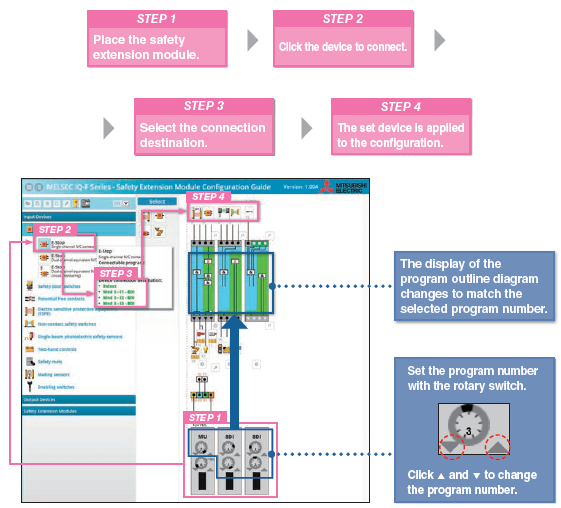 STEP 1
Place the safety
extension module.
STEP 2
Click the device to connect.
STEP 3
Select the connection
destination.
STEP 4
The set device is applied
to the configuration.
MELSEC iQ-F Series - Safety Extension Module Configuration Guide
Version: 1.00A
MITSUBISHI
ELECTRIC
Input Devices
Select
STEP 4
STEP 2
E-Stop
E-Stop
Connectable program
STEP 3
Safety door switches
Potential free contacts
Electro sensitive protective equipment
(ESPE)
Non-contact safety switches
Single-beam photoelectric safety sensors
Two-hand controls
Safety mats
Muting sensors
Enabling switches
Output Devices
Safety Extension Modules
STEP 1
MU
8DI
8DI
The display of the
program outline diagram
changes to match the
selected program number.
Set the program number
with the rotary switch.
3
Click ▲ and ▼ to change
the program number.